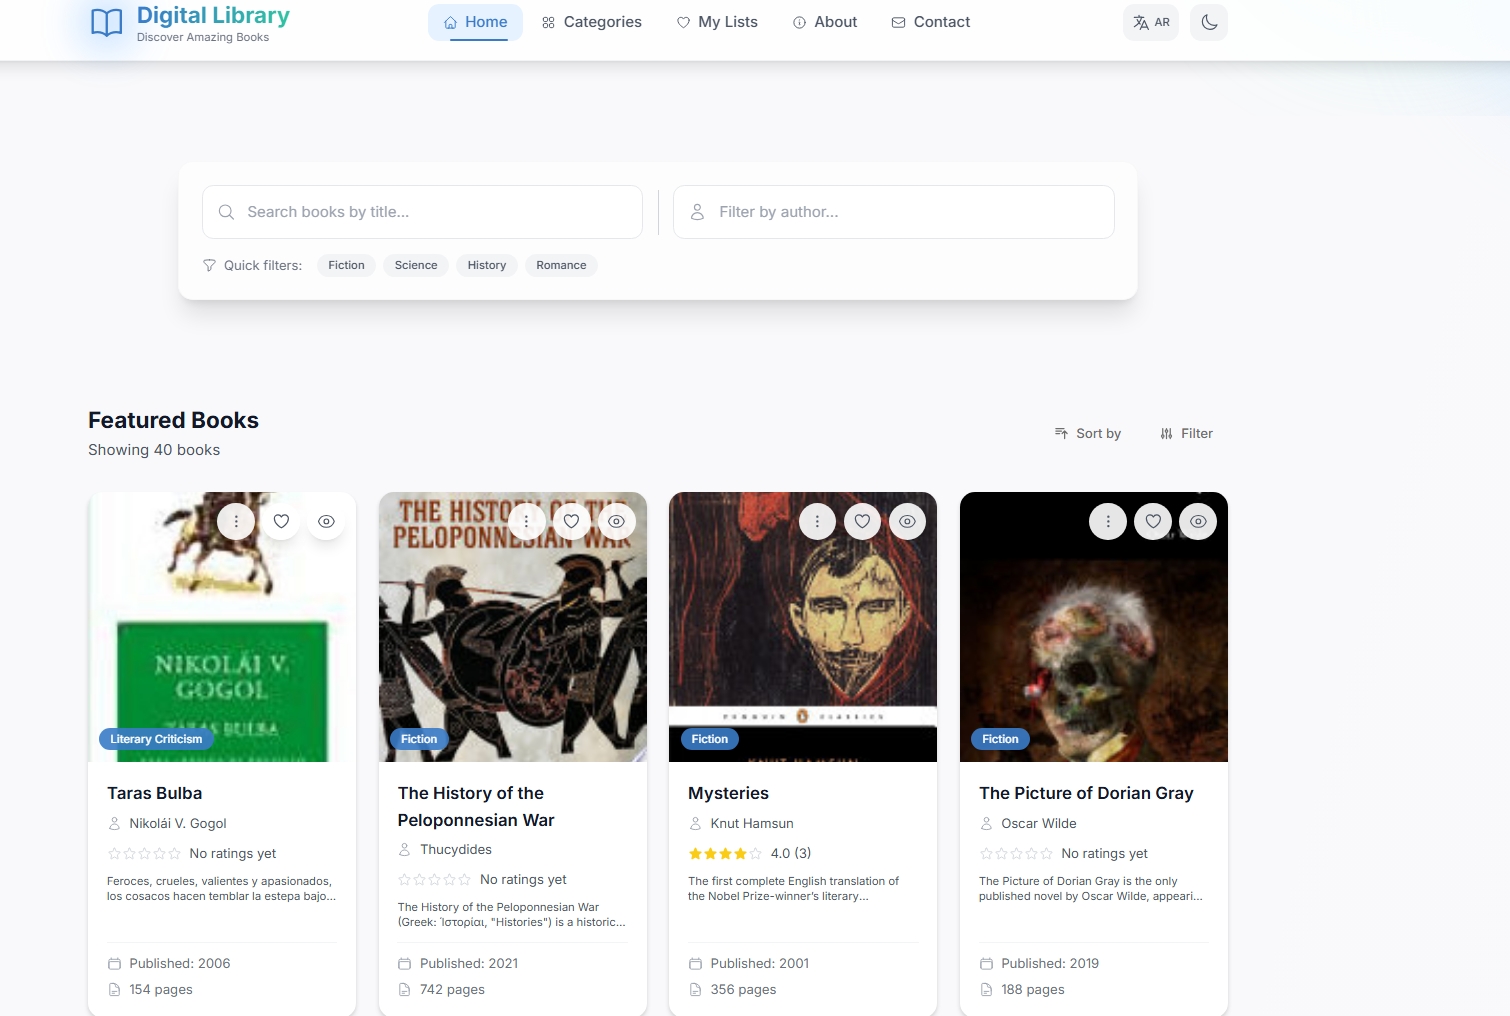 Digital Library
Discover Amazing Books
Home
Categories
My Lists
About
Contact
AR
Search books by title...
Filter by author...
Quick filters:
Fiction
Science
History
Romance
Featured Books
Showing 40 books
Sort by
Filter
NIKOLÁI V.
GOGOL
TARAS BULBA
Literary Criticism
Taras Bulba
Nikolái V. Gogol
No ratings yet
Feroces, crueles, valientes y apasionados,
los cosacos hacen temblar la estepa bajo...
Published: 2006
154 pages
THE HISTORY OF THE
PELOPONNESIAN WAR
Fiction
The History of the
Peloponnesian War
Thucydides
No ratings yet
The History of the Peloponnesian War
(Greek: Ἱστορίαι, "Histories") is a historic...
Published: 2021
742 pages
PENGUIN CLASSICS
KNUT HAMSUN
Fiction
Mysteries
Knut Hamsun
4.0 (3)
The first complete English translation of
the Nobel Prize-winner's literary...
Published: 2001
356 pages
Fiction
The Picture of Dorian Gray
Oscar Wilde
No ratings yet
The Picture of Dorian Gray is the only
published novel by Oscar Wilde, appeari...
Published: 2019
188 pages